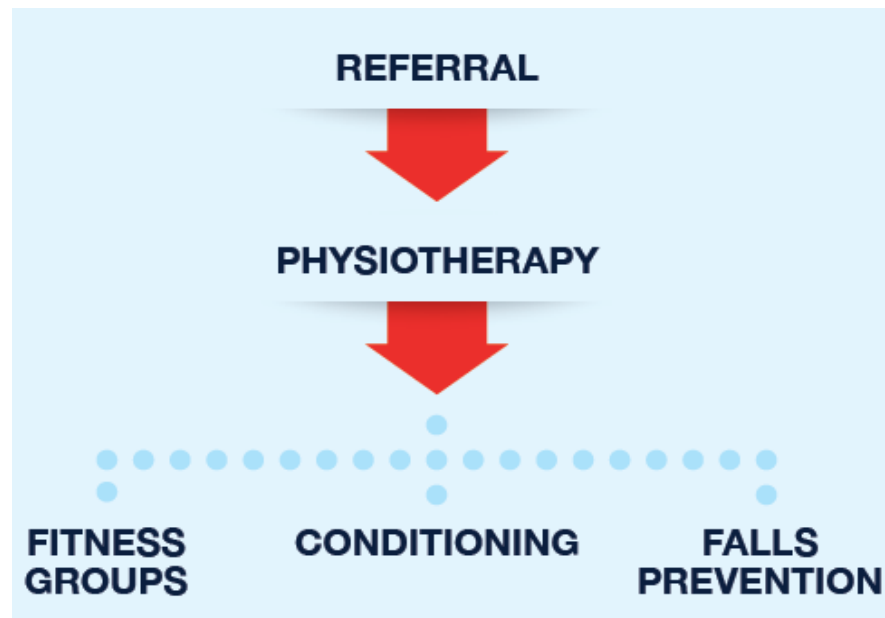 REFERRAL
PHYSIOTHERAPY
FITNESS
GROUPS
CONDITIONING
FALLS
PREVENTION